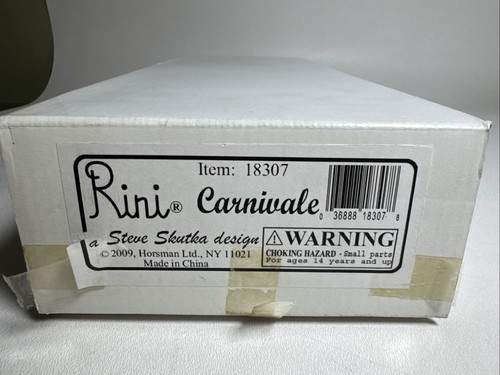 Item: 18307
Rini® Carnivale
0 36888 18307 8
a Steve Skutka design
© 2009, Horsman Ltd., NY 11021
Made in China
⚠WARNING
CHOKING HAZARD - Small parts
For ages 14 years and up